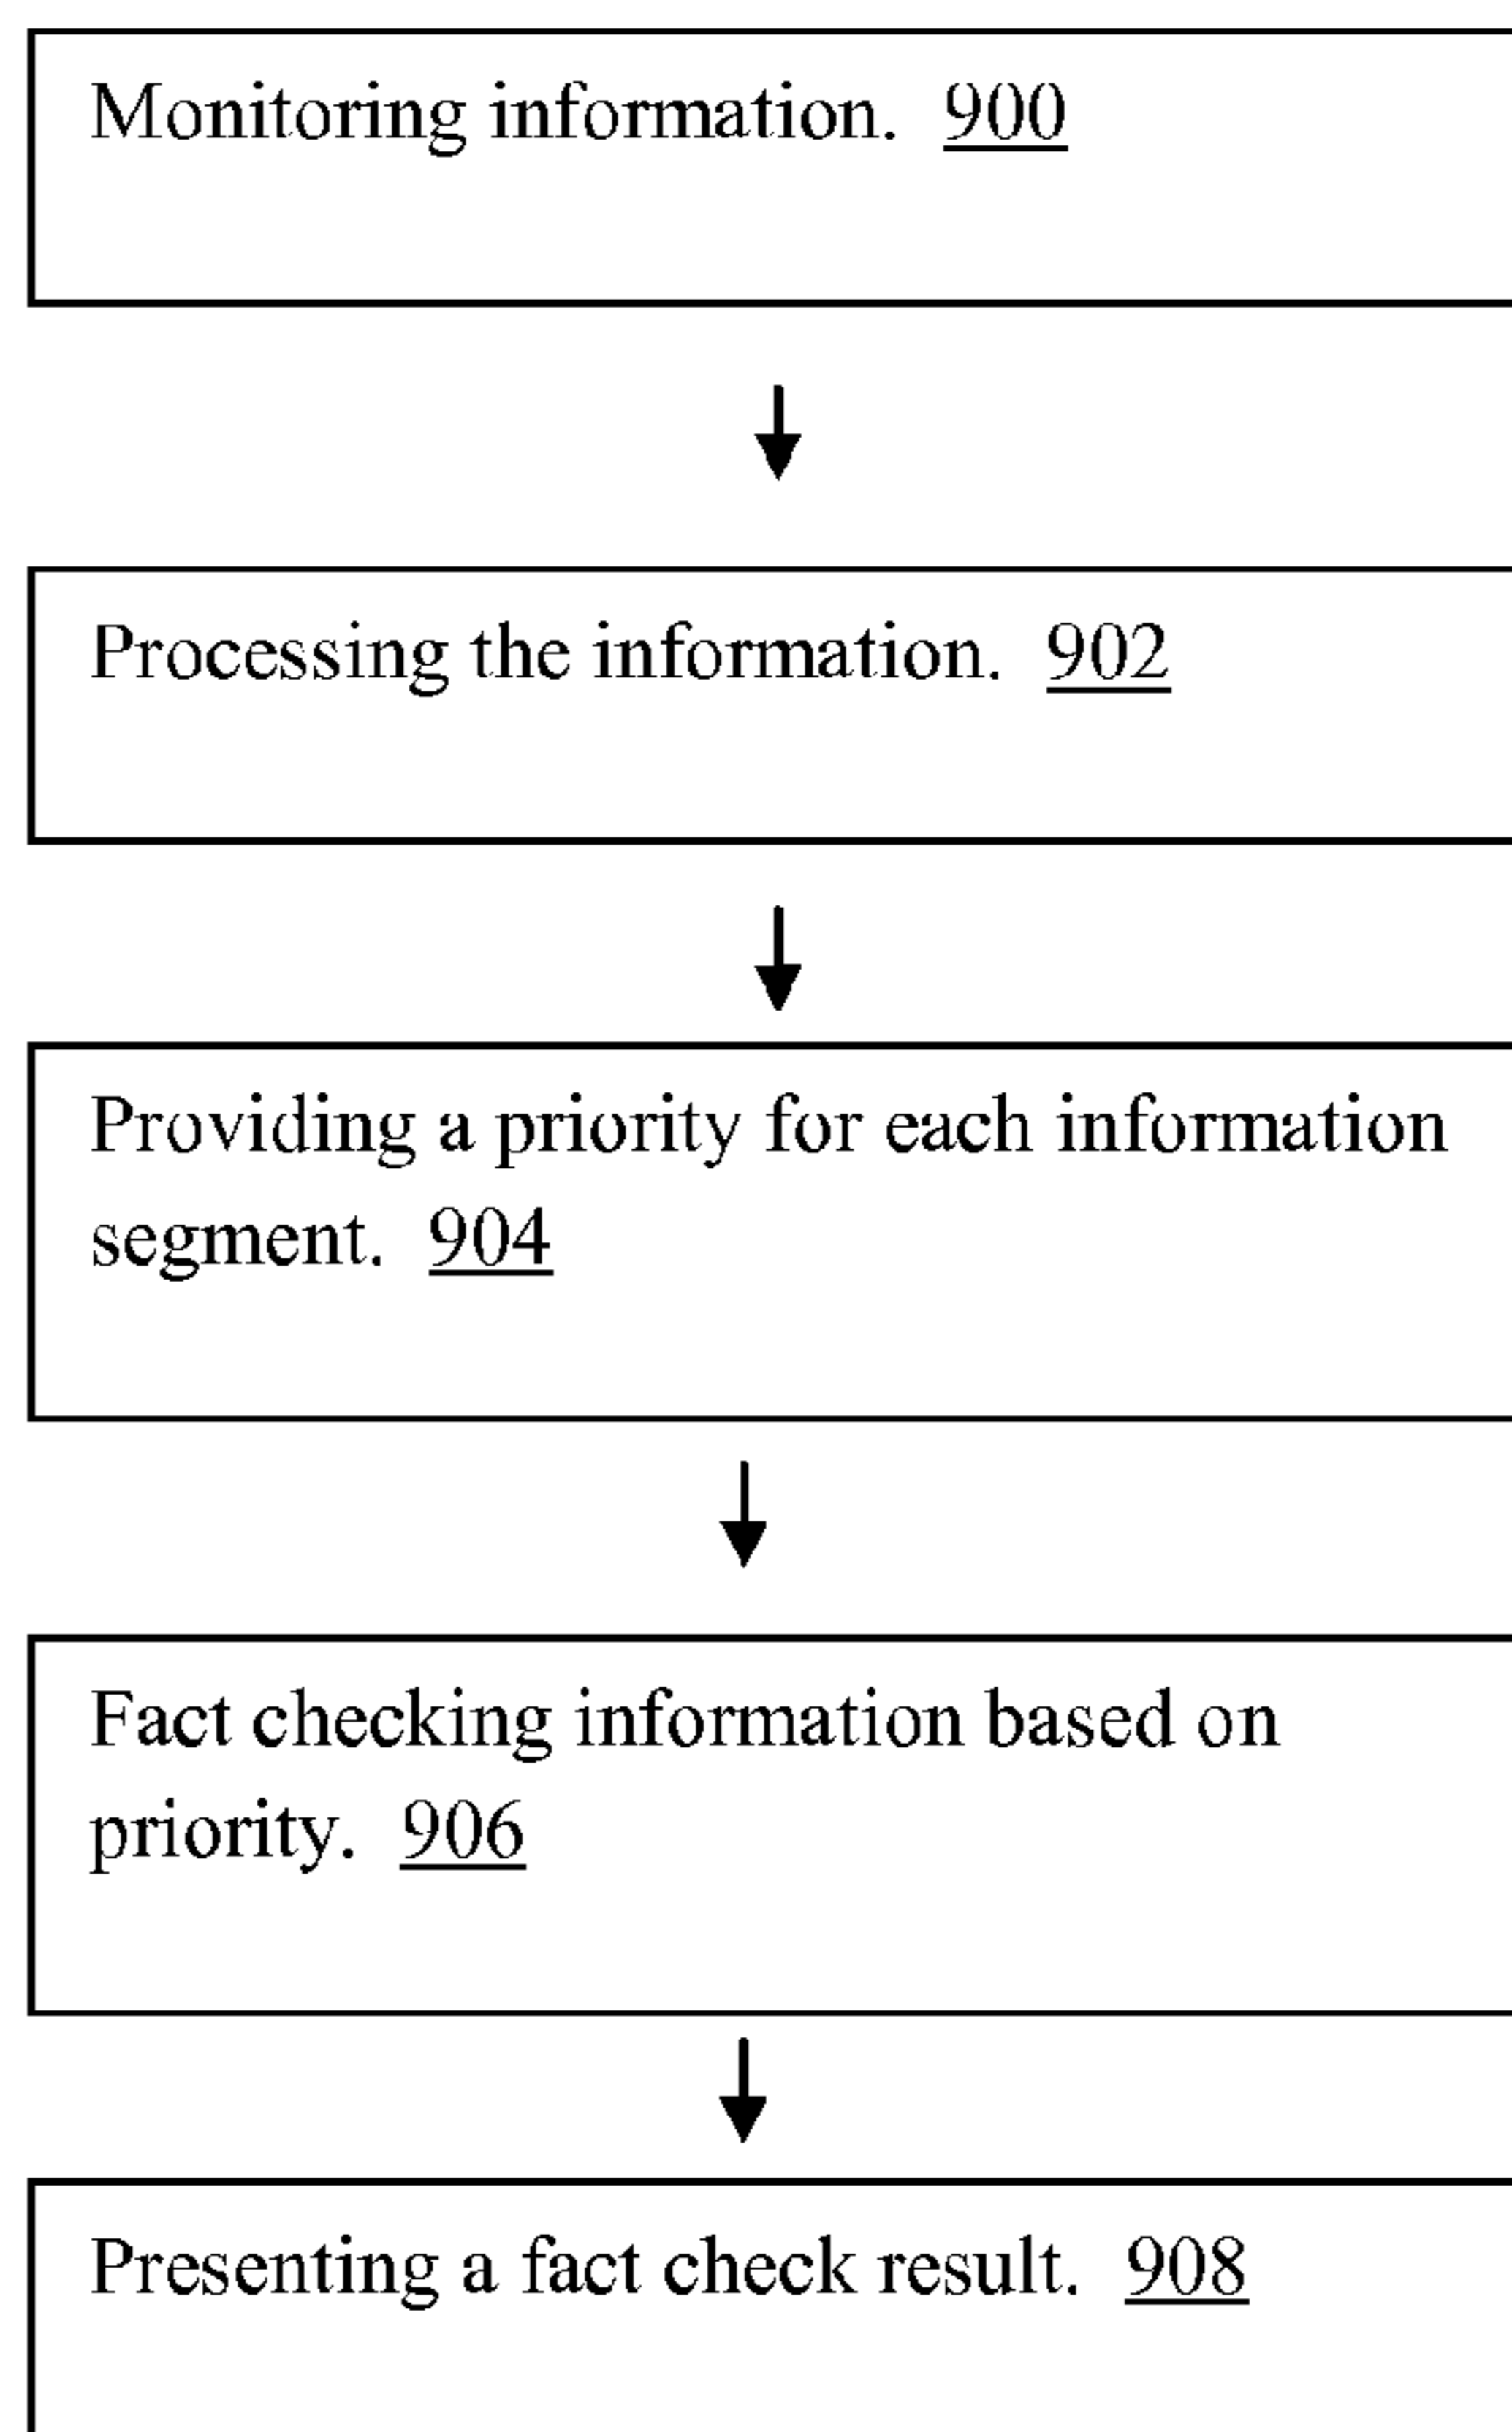 Monitoring information. 900
Processing the information. 902
Providing a priority for each information
segment. 904
Fact checking information based on
priority. 906
Presenting a fact check result. 908